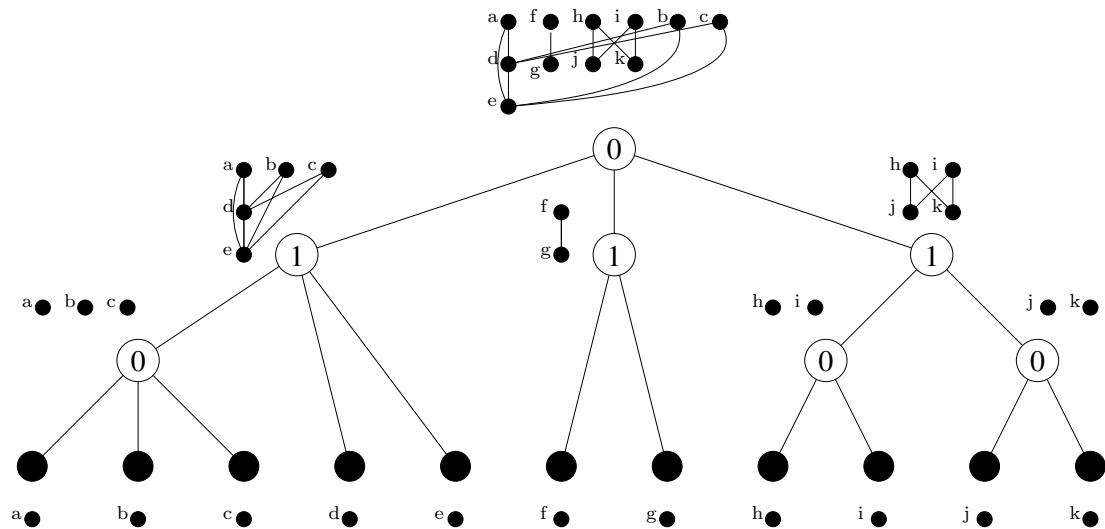 a f h i b c
d g j k
e
0
a b c h i
d f j k
e g
1 1 1
a b c h i j k
0 0 0
a b c d e f g h i j k